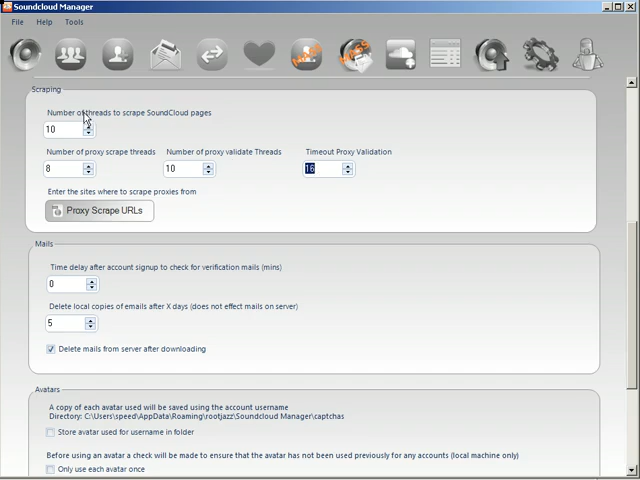 Soundcloud Manager
File Help Tools
Scraping
Number of threads to scrape SoundCloud pages
10
Number of proxy scrape threads Number of proxy validate Threads Timeout Proxy Validation
8 10 16
Enter the sites where to scrape proxies from
Proxy Scrape URLs
Mails
Time delay after account signup to check for verification mails (mins)
0
Delete local copies of emails after X days (does not effect mails on server)
5
Delete mails from server after downloading
Avatars
A copy of each avatar used will be saved using the account username
Directory: C:\Users\speed\AppData\Roaming\rootjazz\Soundcloud Manager\captchas
Store avatar used for username in folder
Before using an avatar a check will be made to ensure that the avatar has not been used previously for any accounts (local machine only)
Only use each avatar once